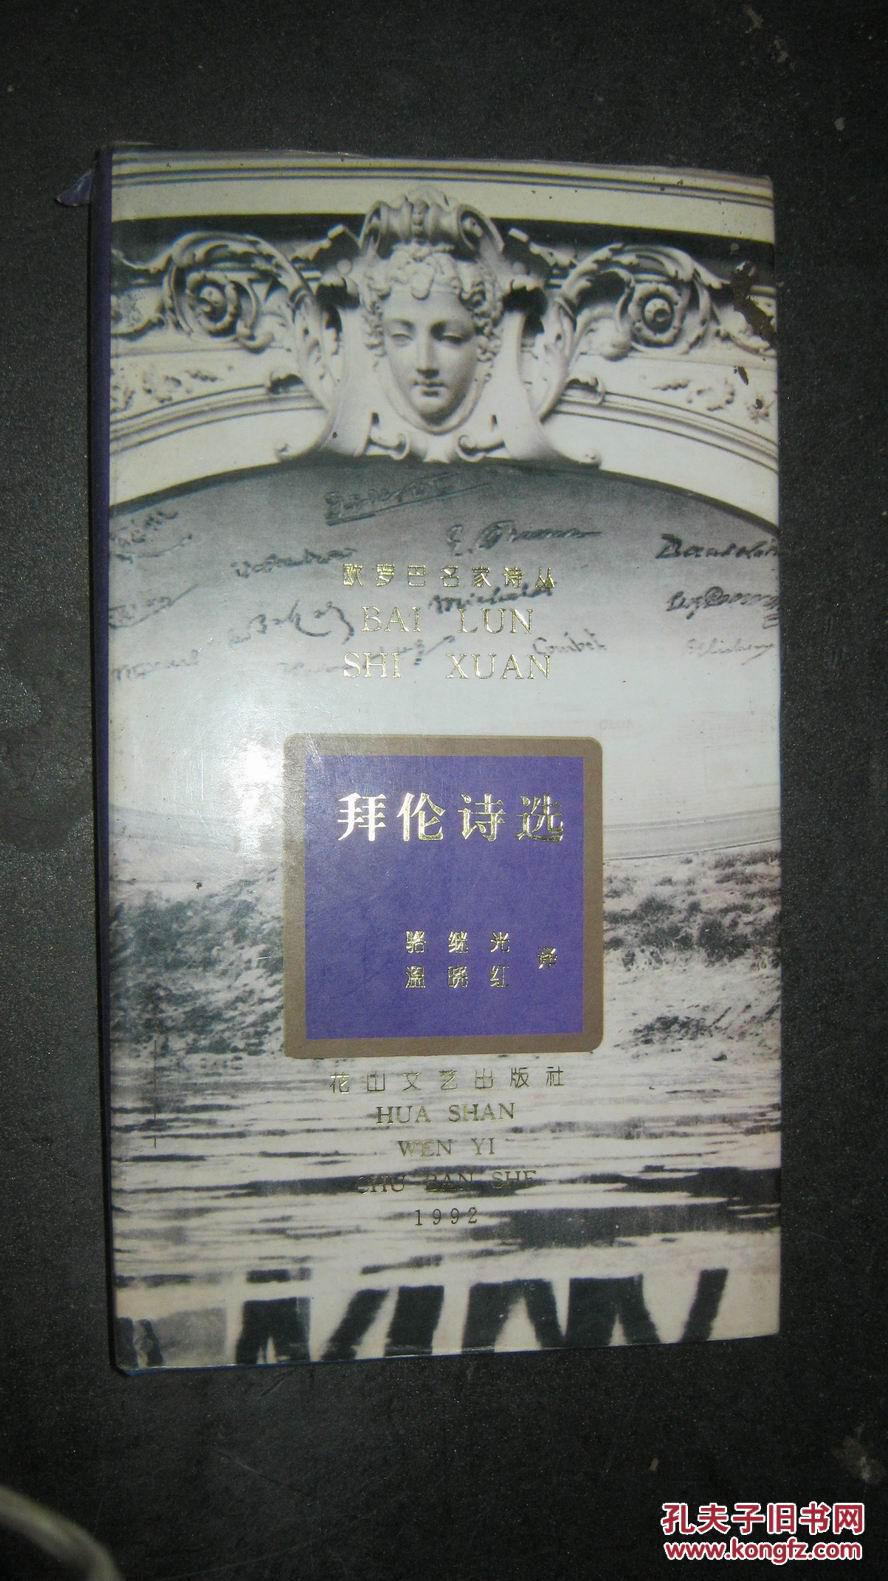 欧罗巴名家诗丛
BAI LUN
SHI XUAN
拜伦诗选
骆继光
温晓红
译
花山文艺出版社
HUA SHAN
WEN YI
CHU BAN SHE
1992
孔夫子旧书网
www.kongfz.com